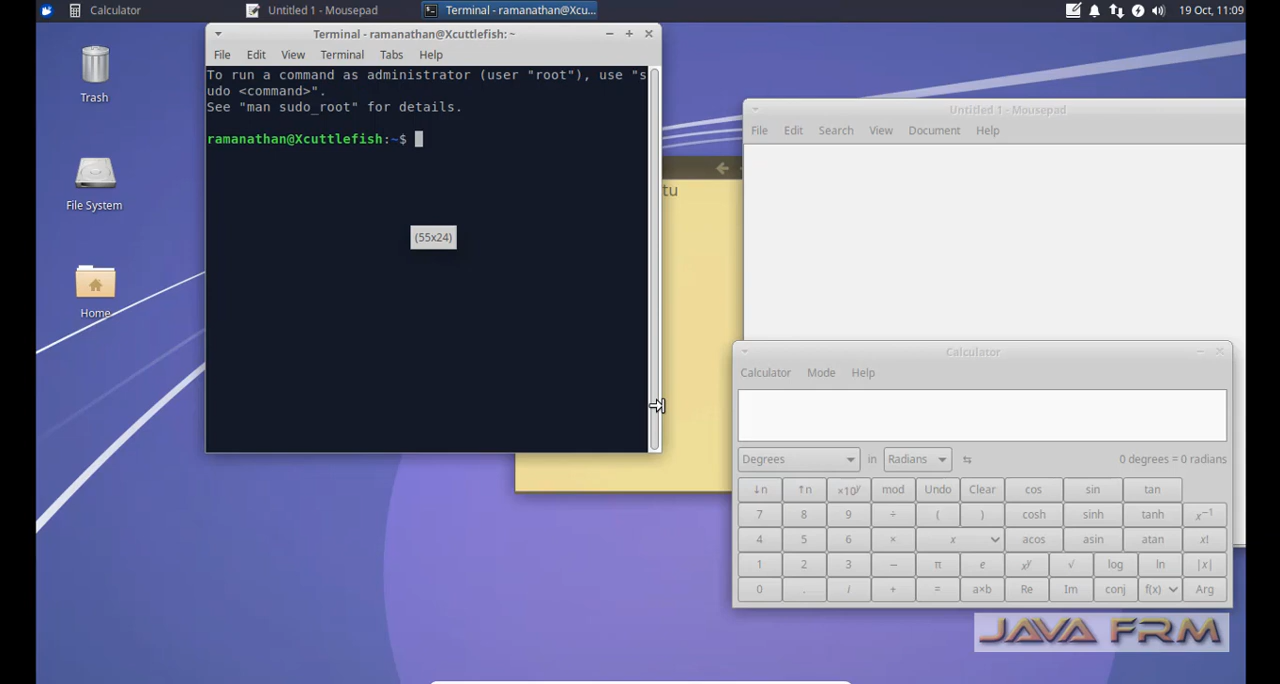 Calculator
Untitled 1 - Mousepad
Terminal - ramanathan@Xcu...
19 Oct, 11:09
Trash
File System
Home
Terminal - ramanathan@Xcuttlefish: ~
File Edit View Terminal Tabs Help
To run a command as administrator (user "root"), use "s
udo <command>".
See "man sudo_root" for details.
ramanathan@Xcuttlefish:~$
(55x24)
tu
Untitled 1 - Mousepad
File Edit Search View Document Help
Calculator
Calculator Mode Help
Degrees in Radians ⇆ 0 degrees = 0 radians
↓n ↑n ×10ʸ mod Undo Clear cos sin tan
7 8 9 ÷ ( ) cosh sinh tanh x⁻¹
4 5 6 × x acos asin atan x!
1 2 3 − π e xʸ √ log ln |x|
0 . / + = a×b Re Im conj f(x) Arg
JAVA FRM